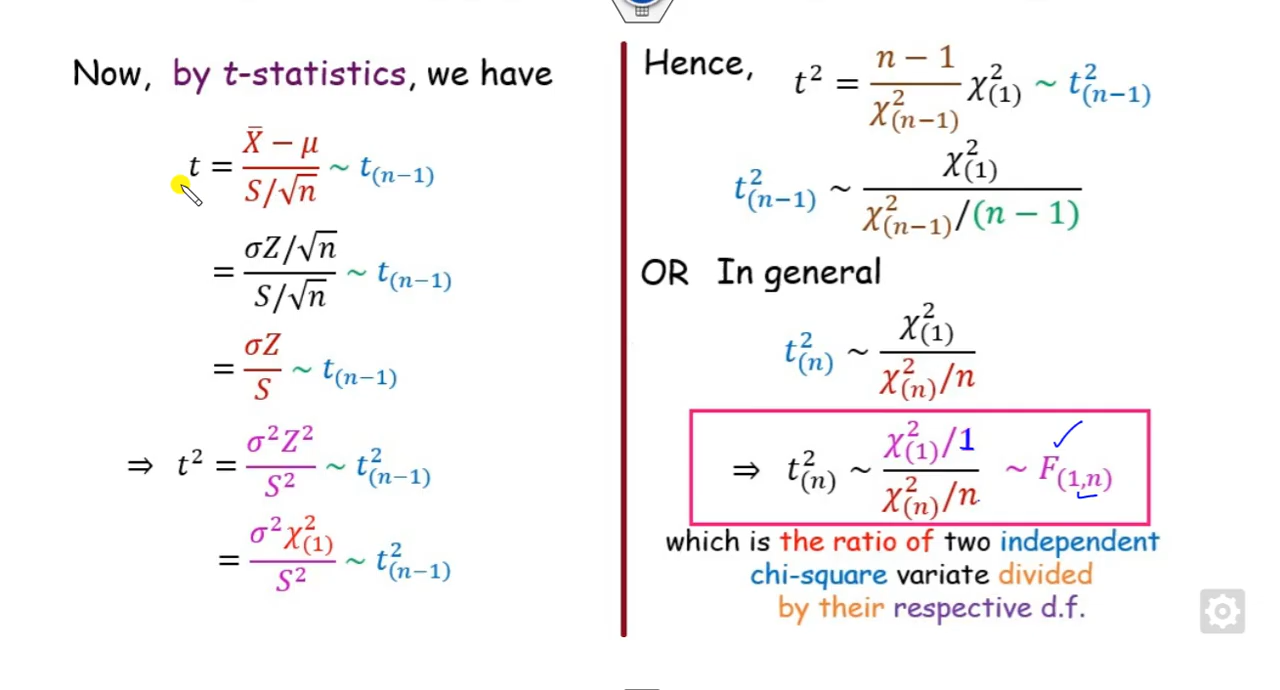 Now, by t-statistics, we have
t = (X̄ − μ)/(S/√n) ~ t₍ₙ₋₁₎
= (σZ/√n)/(S/√n) ~ t₍ₙ₋₁₎
= σZ/S ~ t₍ₙ₋₁₎
⇒ t² = σ²Z²/S² ~ t²₍ₙ₋₁₎
= σ²χ²₍₁₎/S² ~ t²₍ₙ₋₁₎
Hence, t² = (n − 1)/χ²₍ₙ₋₁₎ χ²₍₁₎ ~ t²₍ₙ₋₁₎
t²₍ₙ₋₁₎ ~ χ²₍₁₎/(χ²₍ₙ₋₁₎/(n − 1))
OR In general
t²₍ₙ₎ ~ χ²₍₁₎/(χ²₍ₙ₎/n)
⇒ t²₍ₙ₎ ~ (χ²₍₁₎/1)/(χ²₍ₙ₎/n) ~ F₍₁,ₙ₎
which is the ratio of two independent
chi-square variate divided
by their respective d.f.